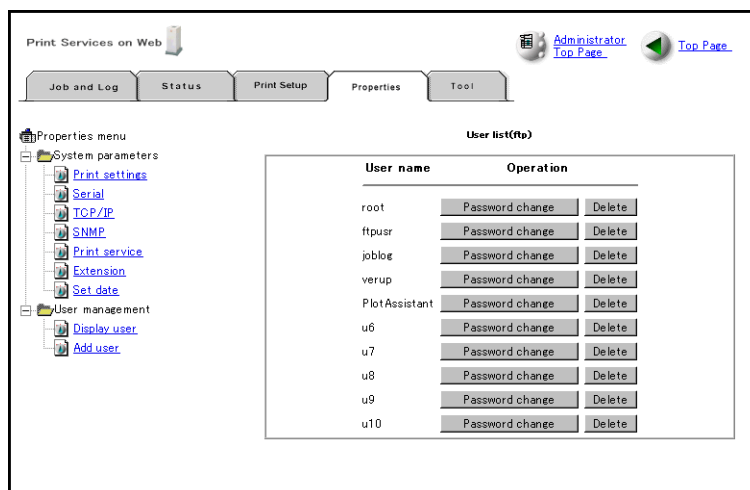 Print Services on Web
Administrator
Top Page
Top Page
Job and Log
Status
Print Setup
Properties
Tool
Properties menu
System parameters
Print settings
Serial
TCP/IP
SNMP
Print service
Extension
Set date
User management
Display user
Add user
User list(ftp)
User name Operation
root Password change Delete
ftpusr Password change Delete
joblog Password change Delete
verup Password change Delete
PlotAssistant Password change Delete
u6 Password change Delete
u7 Password change Delete
u8 Password change Delete
u9 Password change Delete
u10 Password change Delete